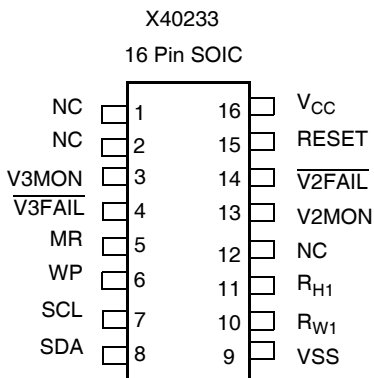 X40233
16 Pin SOIC
NC 1 16 VCC
NC 2 15 RESET
V3MON 3 14 V2FAIL
V3FAIL 4 13 V2MON
MR 5 12 NC
WP 6 11 RH1
SCL 7 10 RW1
SDA 8 9 VSS